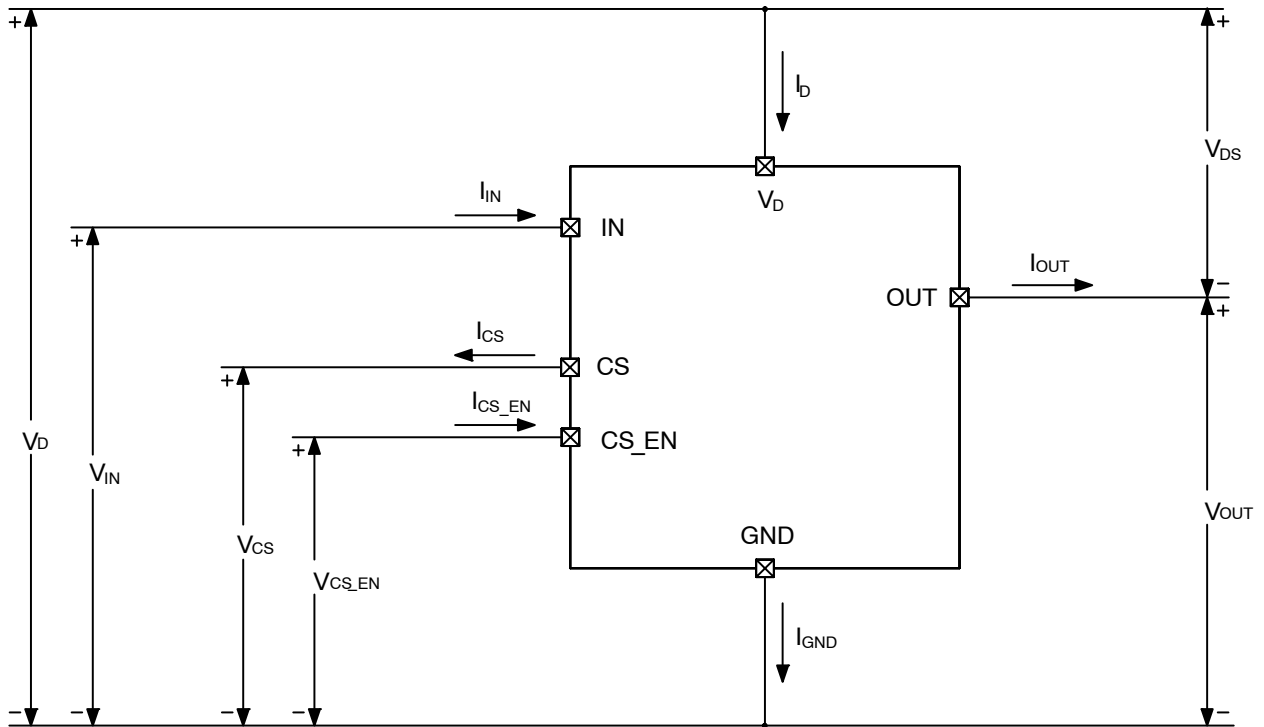 +
+
I_D
V_DS
I_IN
V_D
+
IN
I_OUT
OUT
−
+
I_CS
+
CS
I_CS_EN
V_D
+
CS_EN
V_IN
V_OUT
GND
V_CS
V_CS_EN
I_GND
−
−
−
−
−